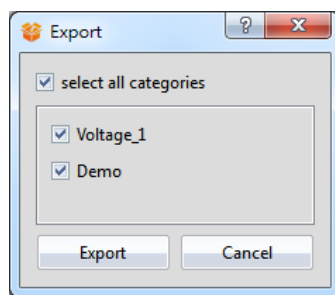 Export
select all categories
Voltage_1
Demo
Export Cancel